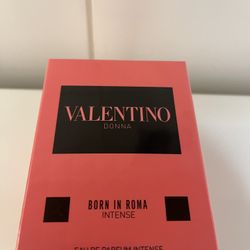 VALENTINO
DONNA
BORN IN ROMA
INTENSE
EAU DE PARFUM INTENSE